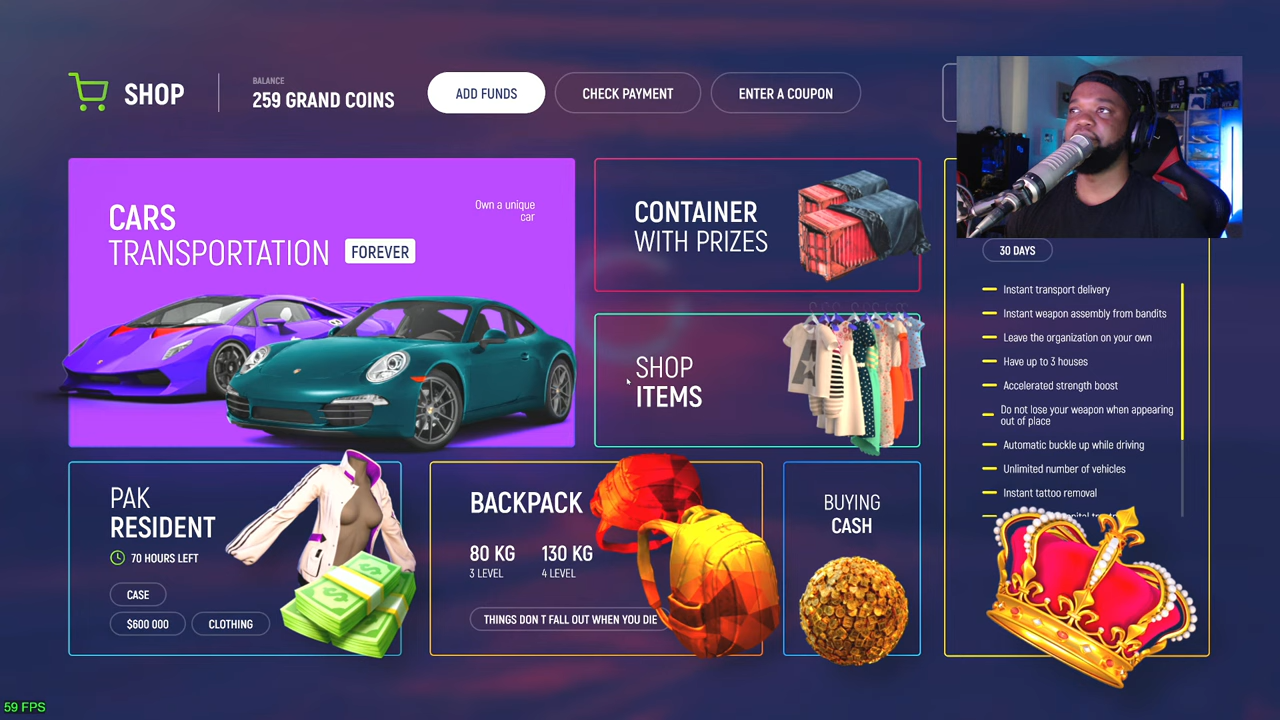 SHOP
BALANCE
259 GRAND COINS
ADD FUNDS
CHECK PAYMENT
ENTER A COUPON
CARS
TRANSPORTATION FOREVER
Own a unique
car
CONTAINER
WITH PRIZES
SHOP
ITEMS
30 DAYS
Instant transport delivery
Instant weapon assembly from bandits
Leave the organization on your own
Have up to 3 houses
Accelerated strength boost
Do not lose your weapon when appearing
out of place
Automatic buckle up while driving
Unlimited number of vehicles
Instant tattoo removal
PAK
RESIDENT
70 HOURS LEFT
CASE
$600 000
CLOTHING
BACKPACK
80 KG 130 KG
3 LEVEL 4 LEVEL
THINGS DON T FALL OUT WHEN YOU DIE
BUYING
CASH
59 FPS